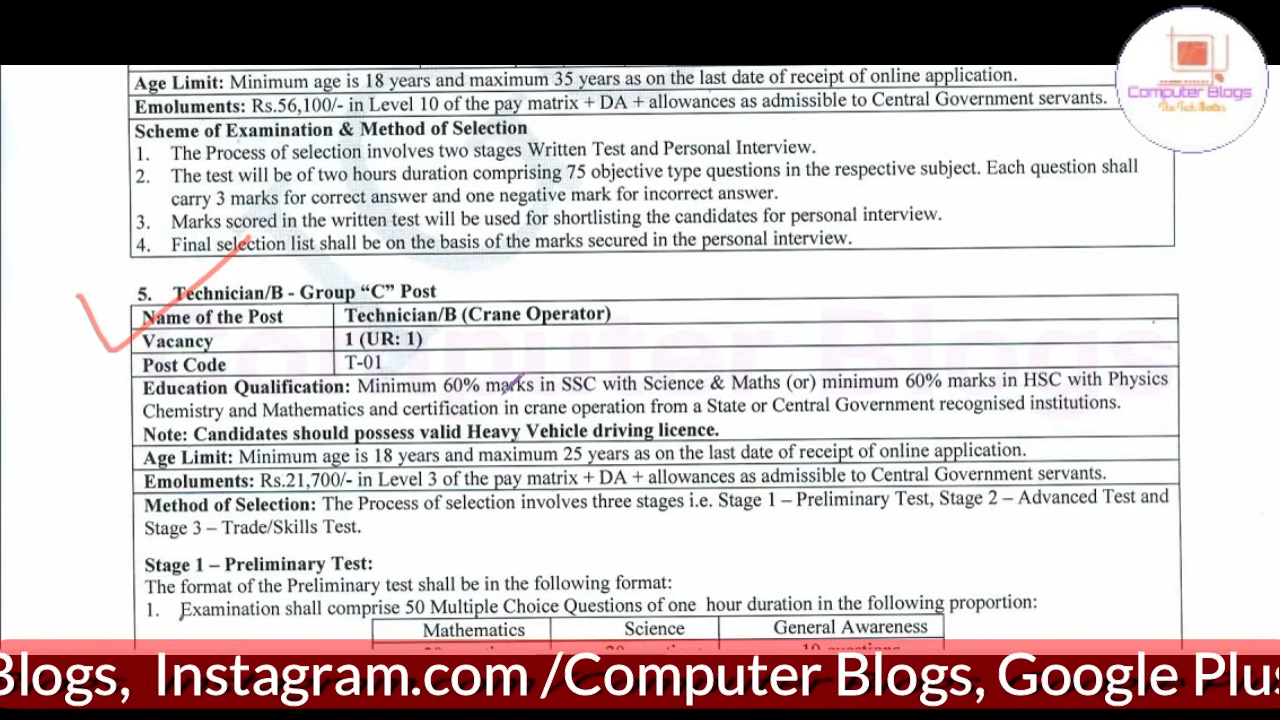 Computer Blogs
The Tech Master
Age Limit: Minimum age is 18 years and maximum 35 years as on the last date of receipt of online application.
Emoluments: Rs.56,100/- in Level 10 of the pay matrix + DA + allowances as admissible to Central Government servants.
Scheme of Examination & Method of Selection
1. The Process of selection involves two stages Written Test and Personal Interview.
2. The test will be of two hours duration comprising 75 objective type questions in the respective subject. Each question shall
carry 3 marks for correct answer and one negative mark for incorrect answer.
3. Marks scored in the written test will be used for shortlisting the candidates for personal interview.
4. Final selection list shall be on the basis of the marks secured in the personal interview.
5. Technician/B - Group “C” Post
Name of the Post Technician/B (Crane Operator)
Vacancy 1 (UR: 1)
Post Code T-01
Education Qualification: Minimum 60% marks in SSC with Science & Maths (or) minimum 60% marks in HSC with Physics
Chemistry and Mathematics and certification in crane operation from a State or Central Government recognised institutions.
Note: Candidates should possess valid Heavy Vehicle driving licence.
Age Limit: Minimum age is 18 years and maximum 25 years as on the last date of receipt of online application.
Emoluments: Rs.21,700/- in Level 3 of the pay matrix + DA + allowances as admissible to Central Government servants.
Method of Selection: The Process of selection involves three stages i.e. Stage 1 – Preliminary Test, Stage 2 – Advanced Test and
Stage 3 – Trade/Skills Test.
Stage 1 – Preliminary Test:
The format of the Preliminary test shall be in the following format:
1. Examination shall comprise 50 Multiple Choice Questions of one hour duration in the following proportion:
Mathematics Science General Awareness
Blogs, Instagram.com /Computer Blogs, Google Plus